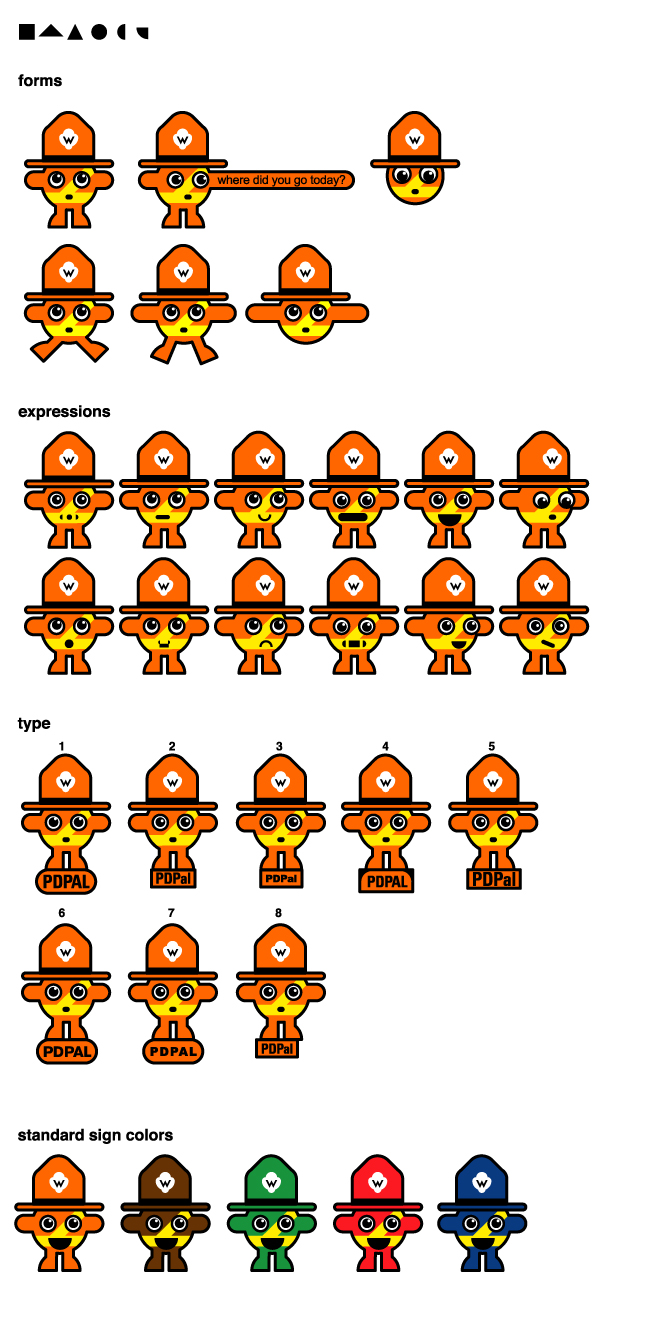 forms
W W W
where did you go today?
W W W
expressions
W W W W W W
W W W W W W
type
1 2 3 4 5
W W W W W
PDPAL PDPal PDPal PDPAL PDPal
6 7 8
W W W
PDPAL PDPAL PDPal
standard sign colors
W W W W W